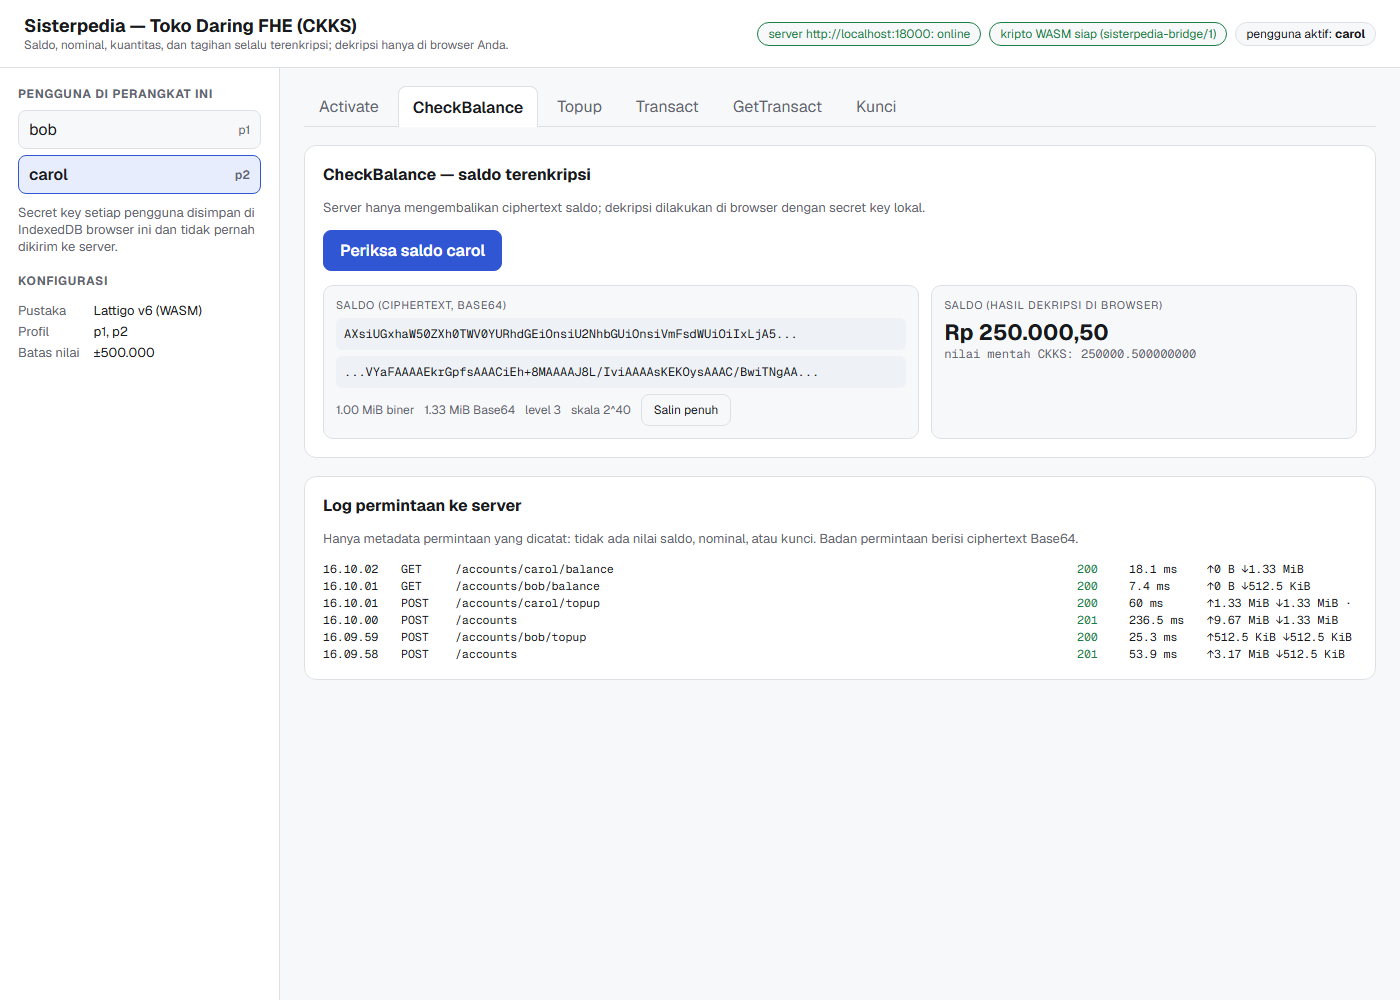 Sisterpedia — Toko Daring FHE (CKKS)
Saldo, nominal, kuantitas, dan tagihan selalu terenkripsi; dekripsi hanya di browser Anda.
server http://localhost:18000: online
kripto WASM siap (sisterpedia-bridge/1)
pengguna aktif: carol
PENGGUNA DI PERANGKAT INI
bob p1
carol p2
Secret key setiap pengguna disimpan di
IndexedDB browser ini dan tidak pernah
dikirim ke server.
KONFIGURASI
Pustaka Lattigo v6 (WASM)
Profil p1, p2
Batas nilai ±500.000
Activate CheckBalance Topup Transact GetTransact Kunci
CheckBalance — saldo terenkripsi
Server hanya mengembalikan ciphertext saldo; dekripsi dilakukan di browser dengan secret key lokal.
Periksa saldo carol
SALDO (CIPHERTEXT, BASE64)
AXsiUGxhaW50ZXh0TWV0YURhdGEiOnsiU2NhbGUiOnsiVmFsdWUiOiIxLjA5...
...VYaFAAAAEkrGpfsAAACiEh+8MAAAAJ8L/IviAAAAsKEKOysAAAC/BwiTNgAA...
1.00 MiB biner 1.33 MiB Base64 level 3 skala 2^40 Salin penuh
SALDO (HASIL DEKRIPSI DI BROWSER)
Rp 250.000,50
nilai mentah CKKS: 250000.500000000
Log permintaan ke server
Hanya metadata permintaan yang dicatat: tidak ada nilai saldo, nominal, atau kunci. Badan permintaan berisi ciphertext Base64.
16.10.02 GET /accounts/carol/balance 200 18.1 ms ↑0 B ↓1.33 MiB
16.10.01 GET /accounts/bob/balance 200 7.4 ms ↑0 B ↓512.5 KiB
16.10.01 POST /accounts/carol/topup 200 60 ms ↑1.33 MiB ↓1.33 MiB ·
16.10.00 POST /accounts 201 236.5 ms ↑9.67 MiB ↓1.33 MiB
16.09.59 POST /accounts/bob/topup 200 25.3 ms ↑512.5 KiB ↓512.5 KiB
16.09.58 POST /accounts 201 53.9 ms ↑3.17 MiB ↓512.5 KiB